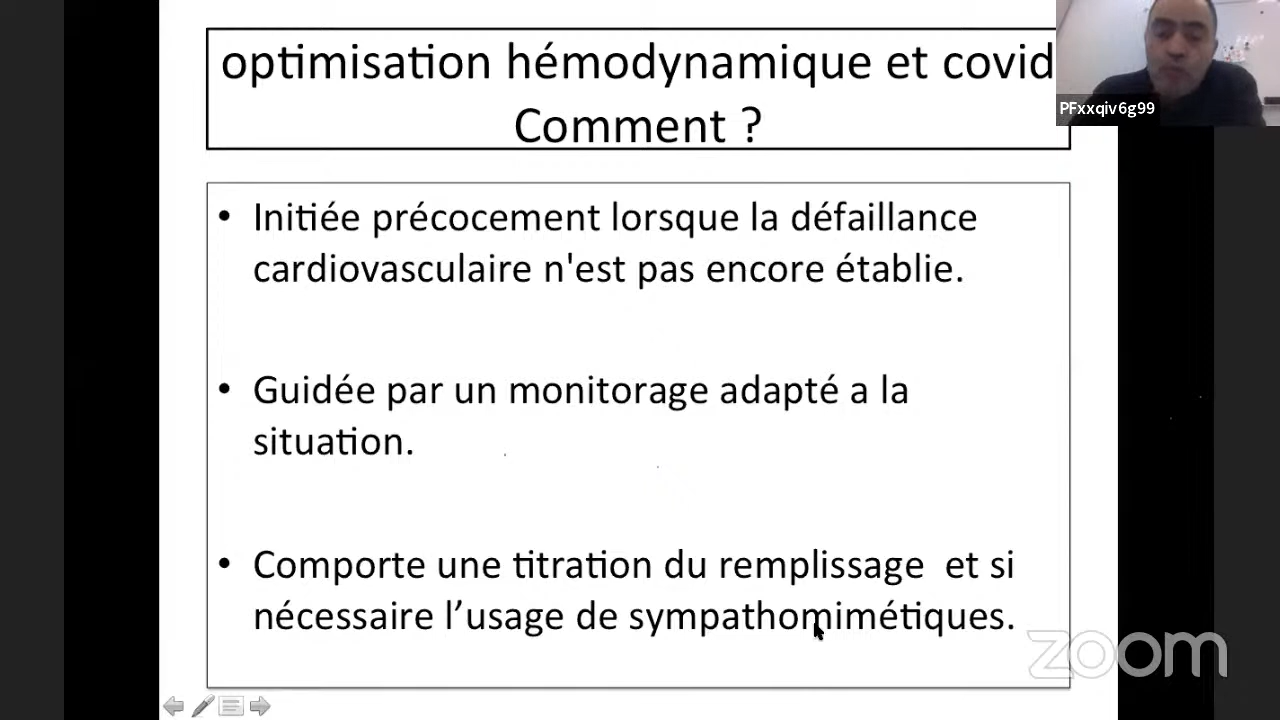 optimisation hémodynamique et covid
Comment ?
PFxxqiv6g99
• Initiée précocement lorsque la défaillance
cardiovasculaire n'est pas encore établie.
• Guidée par un monitorage adapté a la
situation.
• Comporte une titration du remplissage et si
nécessaire l’usage de sympathomimétiques.
zoom